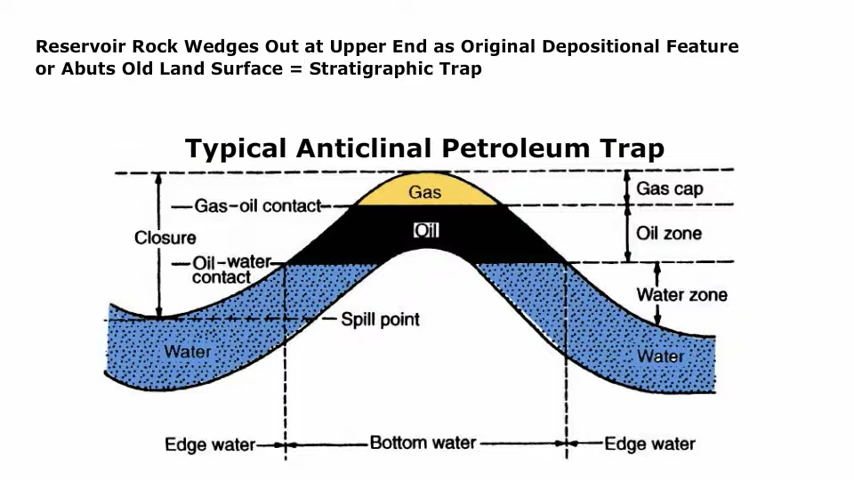 Reservoir Rock Wedges Out at Upper End as Original Depositional Feature
or Abuts Old Land Surface = Stratigraphic Trap
Typical Anticlinal Petroleum Trap
Gas
Gas cap
Gas-oil contact
Oil
Oil zone
Closure
Oil-water
contact
Water zone
Spill point
Water
Water
Edge water
Bottom water
Edge water